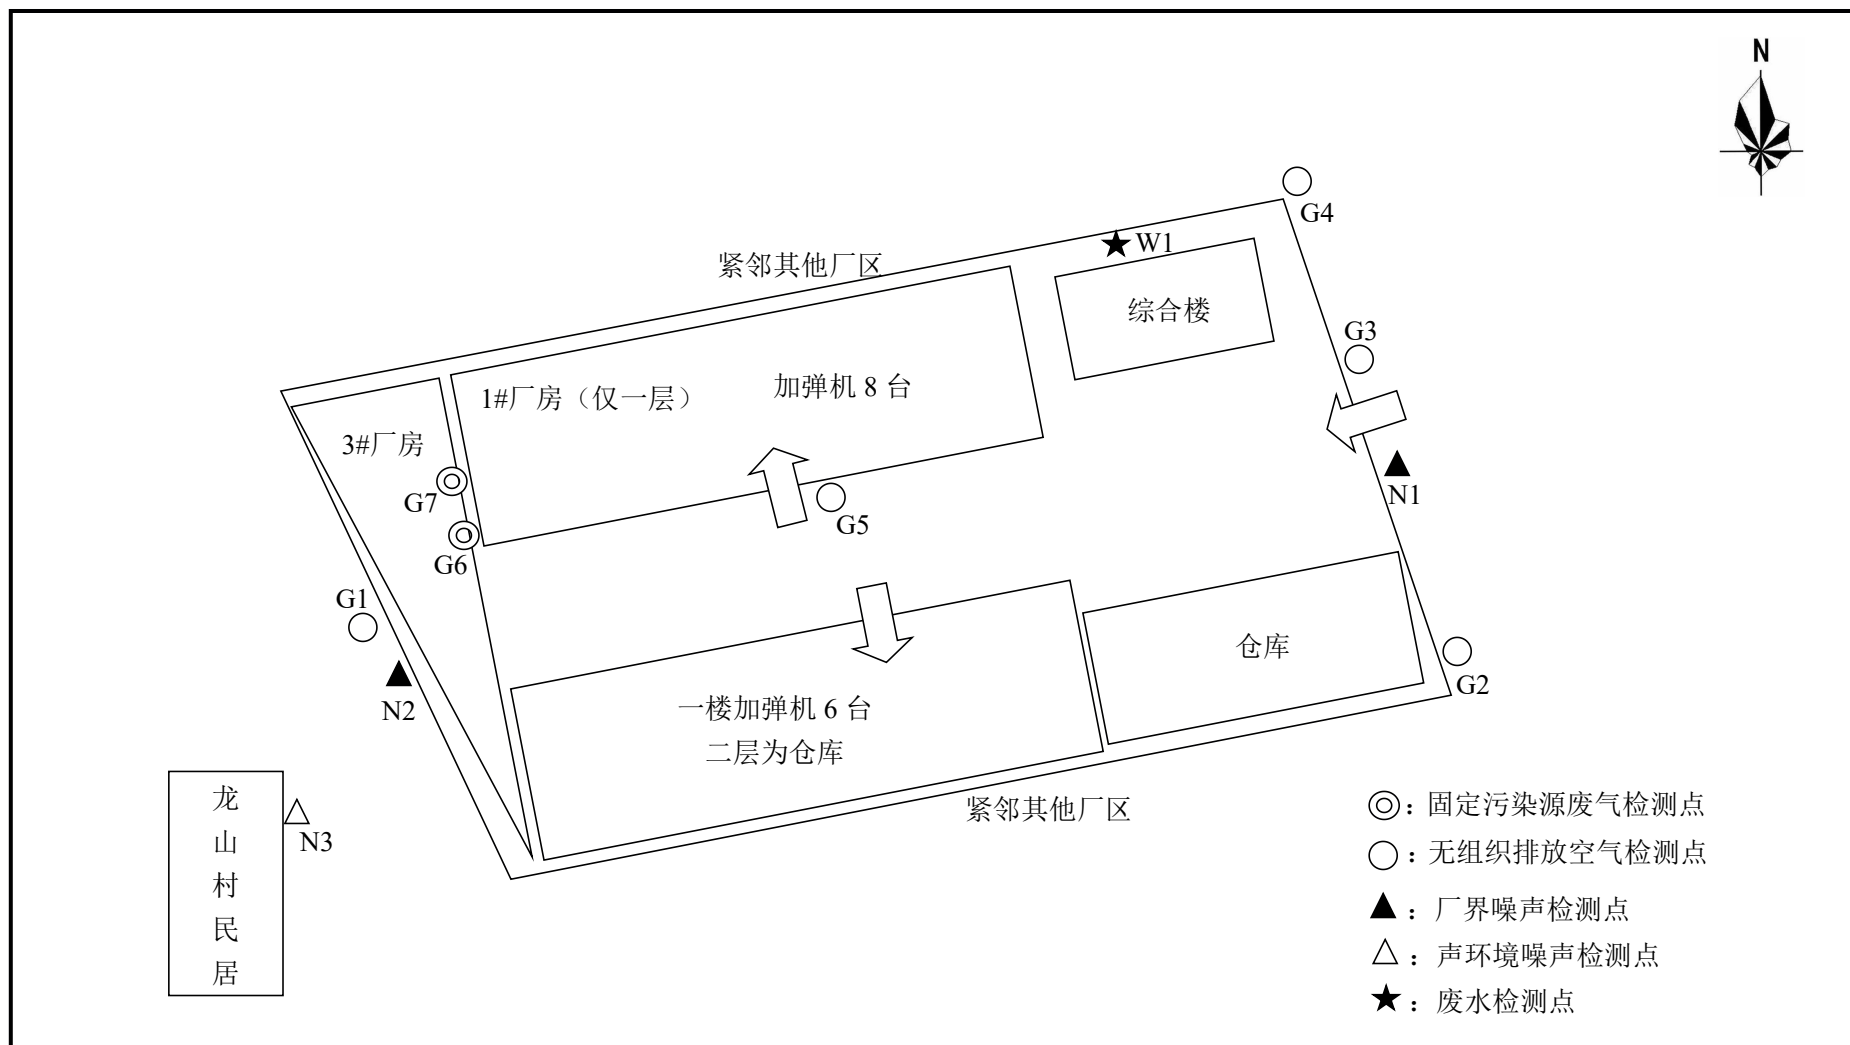 N
G4
W1
紧邻其他厂区
综合楼
G3
1#厂房（仅一层）
加弹机 8 台
3#厂房
G7
G5
N1
G6
G1
仓库
G2
N2
一楼加弹机 6 台
二层为仓库
紧邻其他厂区
龙
山
村
民
居
N3
：固定污染源废气检测点
：无组织排放空气检测点
：厂界噪声检测点
：声环境噪声检测点
：废水检测点